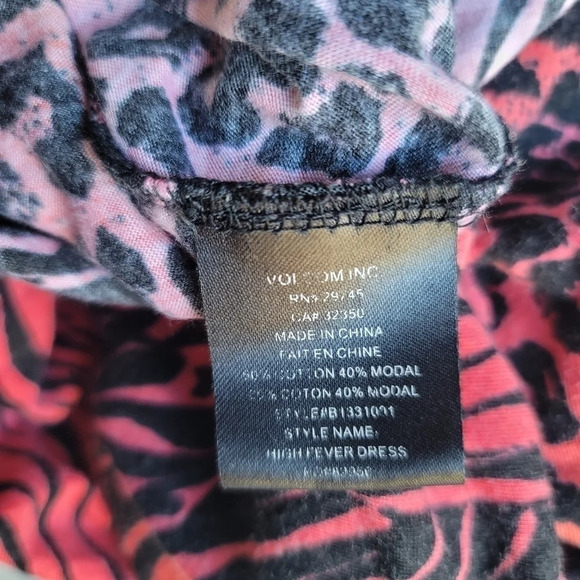 VOLCOM INC
RN# 29745
CA# 32350
MADE IN CHINA
FAIT EN CHINE
COTTON 40% MODAL
COTON 40% MODAL
STYLE#B1331001
STYLE NAME:
HIGH FEVER DRESS